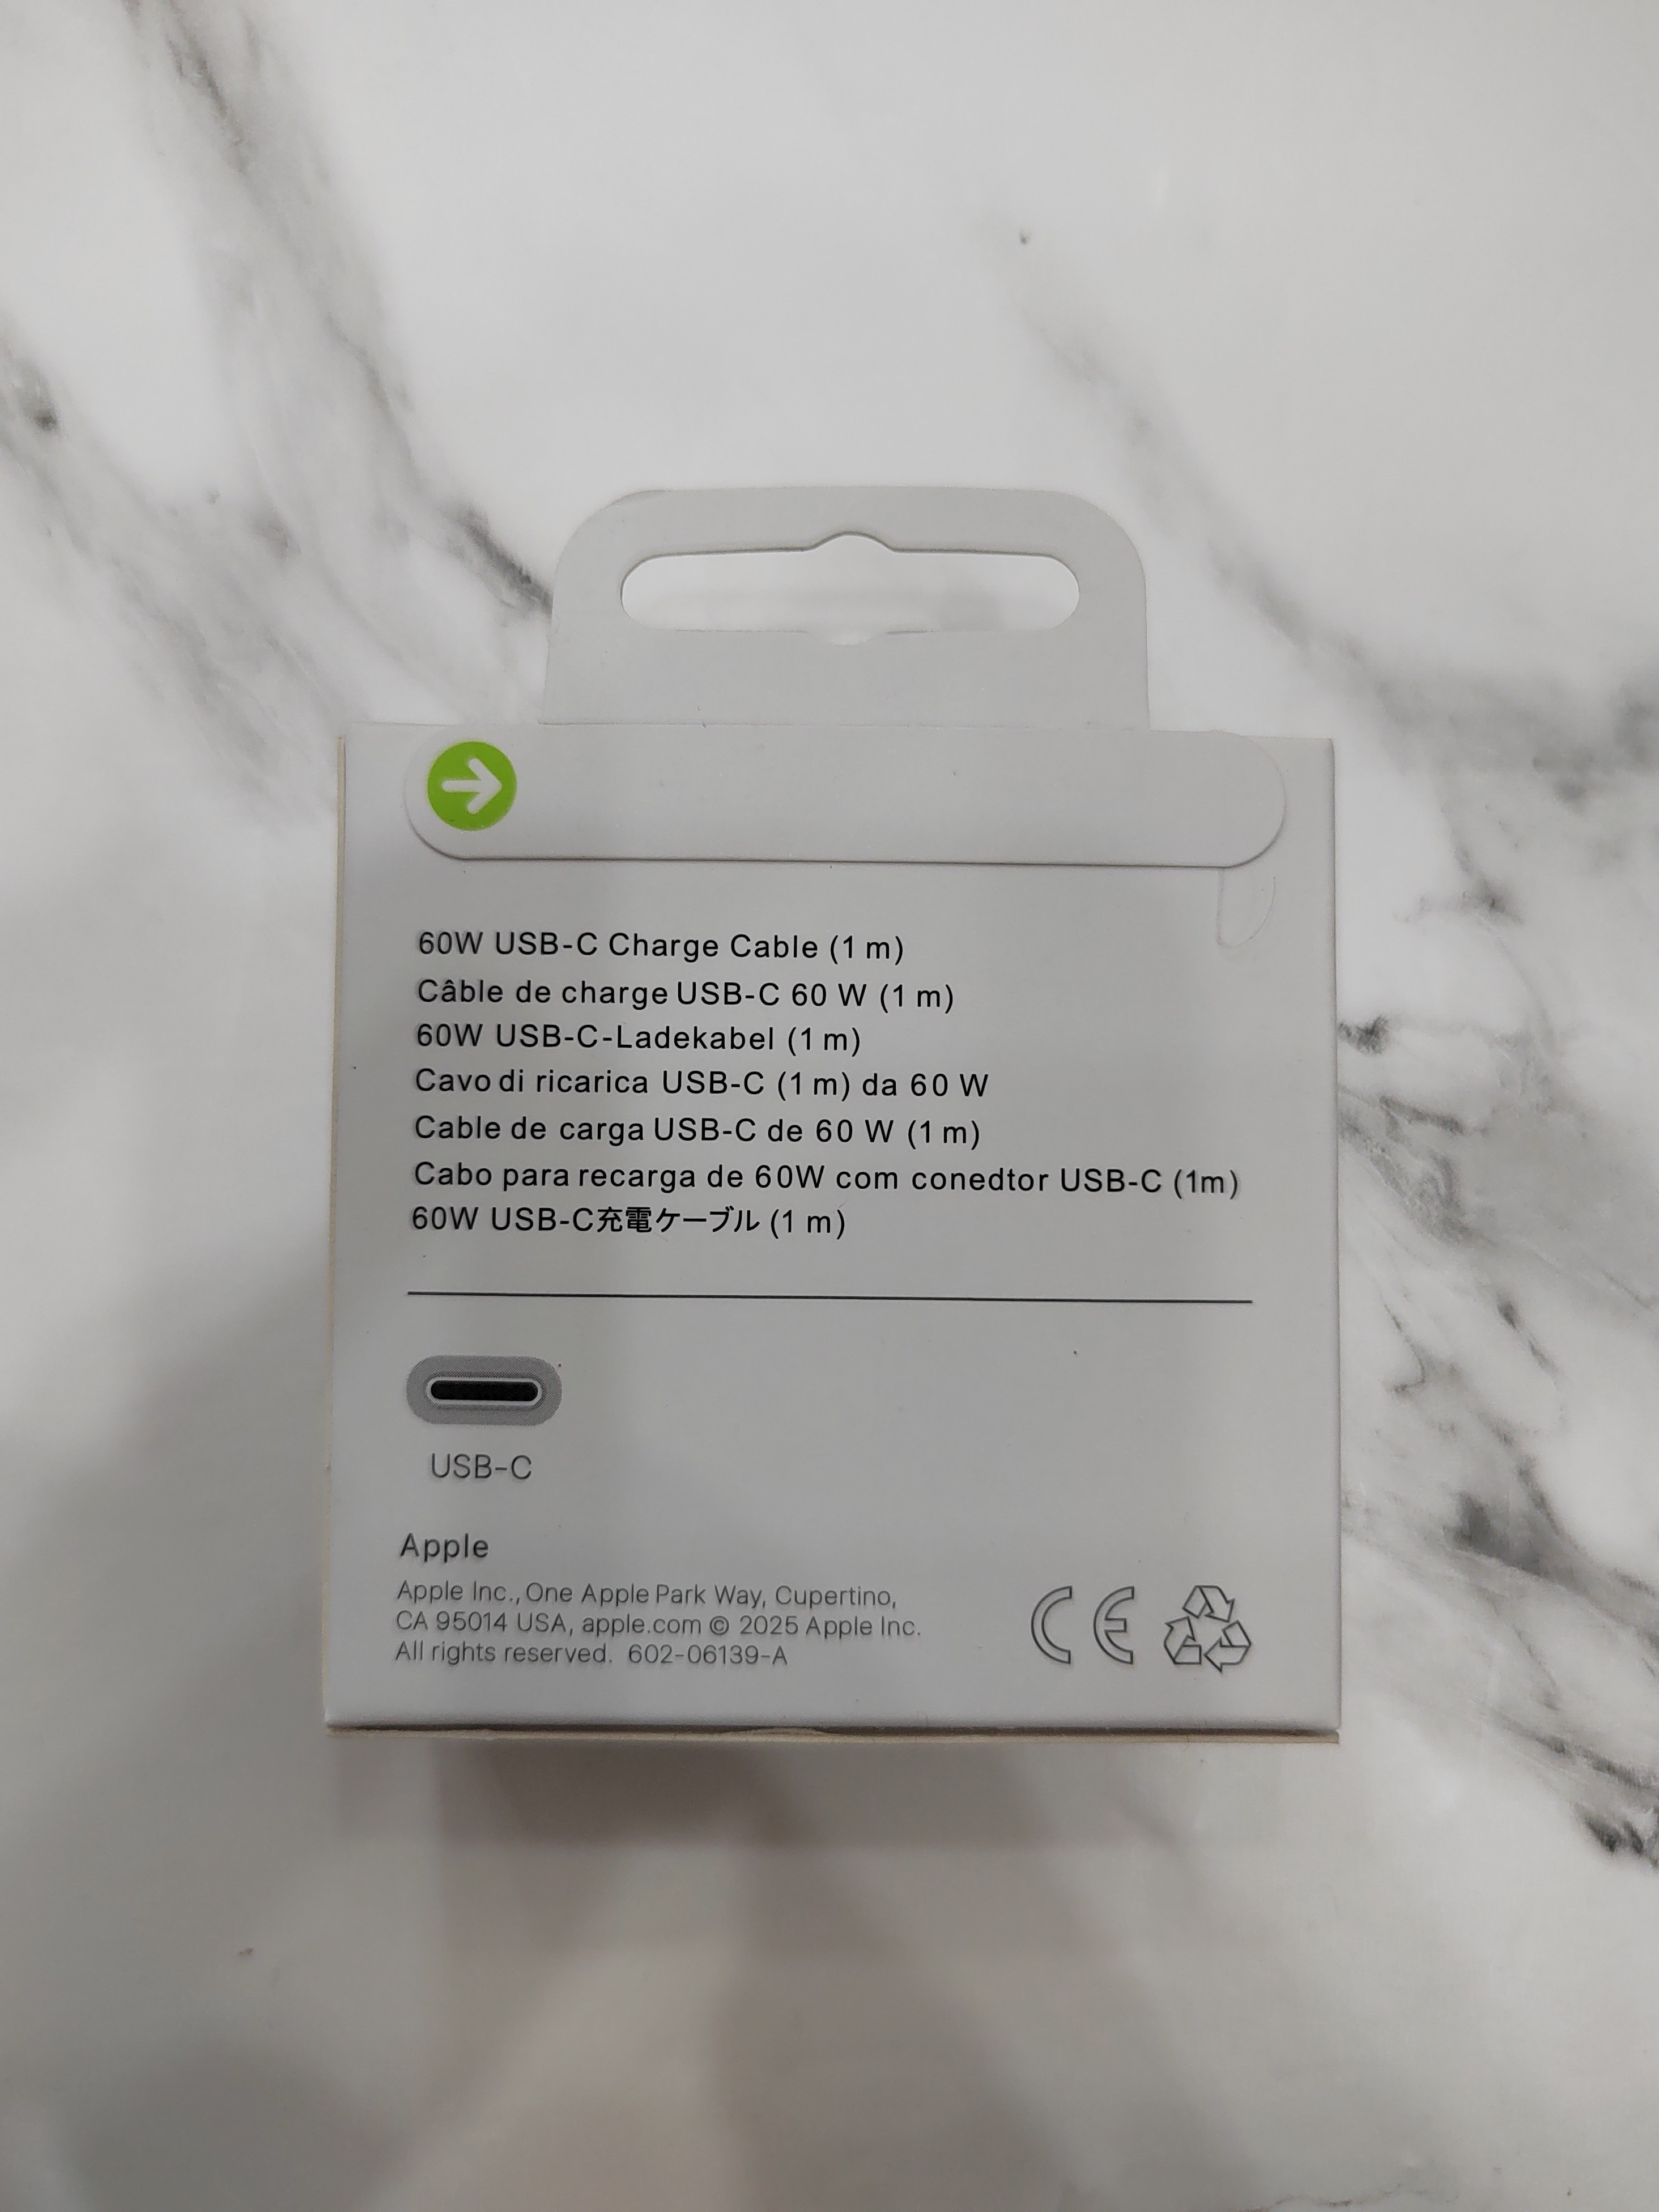 60W USB-C Charge Cable (1 m)
Câble de charge USB-C 60 W (1 m)
60W USB-C-Ladekabel (1 m)
Cavo di ricarica USB-C (1 m) da 60 W
Cable de carga USB-C de 60 W (1 m)
Cabo para recarga de 60W com conedtor USB-C (1m)
60W USB-C充電ケーブル (1 m)
USB-C
Apple
Apple Inc., One Apple Park Way, Cupertino,
CA 95014 USA, apple.com © 2025 Apple Inc.
All rights reserved. 602-06139-A
CE